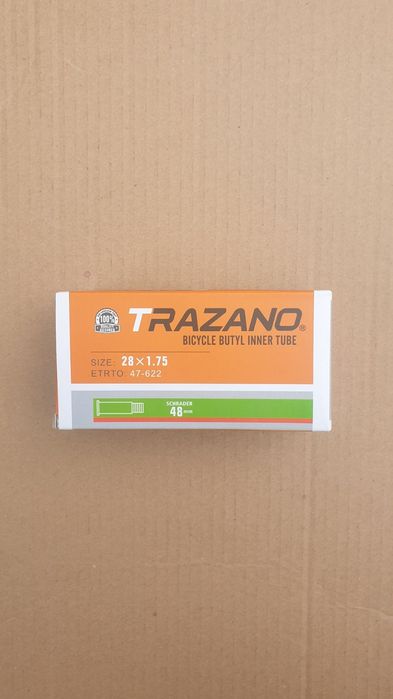 100%
TRAZANO®
BICYCLE BUTYL INNER TUBE
SIZE: 28×1.75
ETRTO: 47-622
SCHRADER
48mm